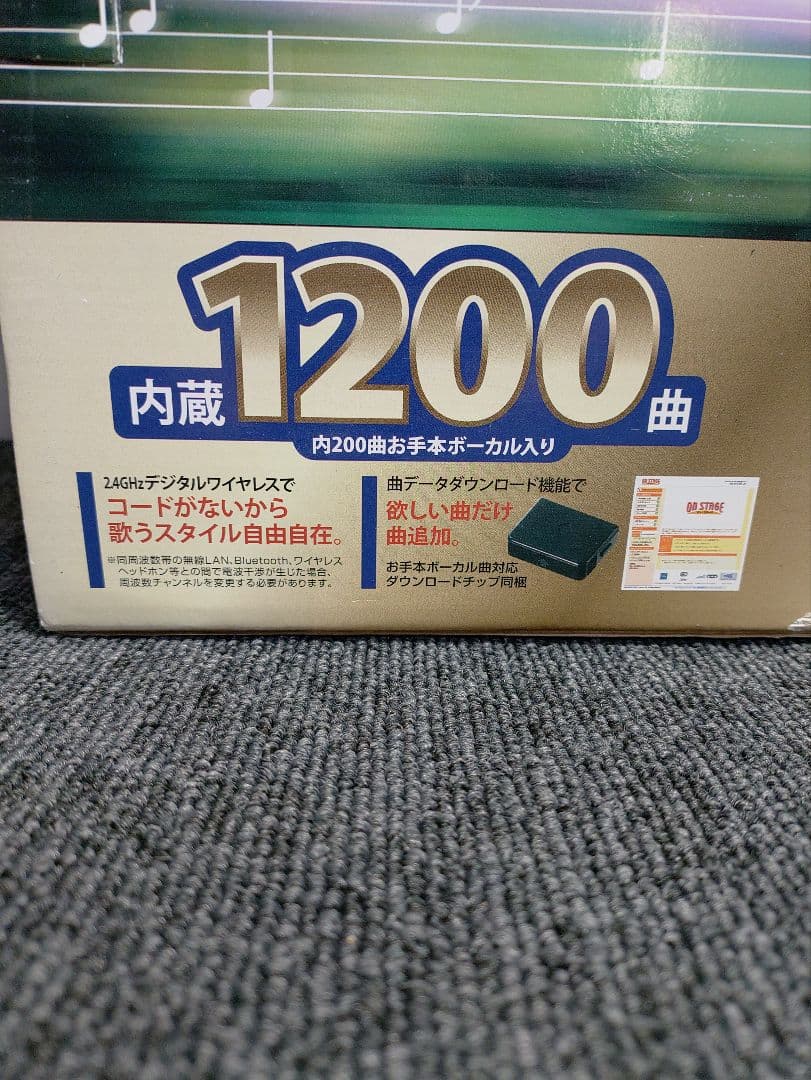 内蔵1200曲
内200曲お手本ボーカル入り
2.4GHzデジタルワイヤレスで
コードがないから
歌うスタイル自由自在。
※同周波数帯の無線LAN、Bluetooth、ワイヤレス
ヘッドホン等との間で電波干渉が生じた場合、
周波数チャンネルを変更する必要があります。
曲データダウンロード機能で
欲しい曲だけ
曲追加。
お手本ボーカル曲対応
ダウンロードチップ同梱
ON STAGE
ON STAGE